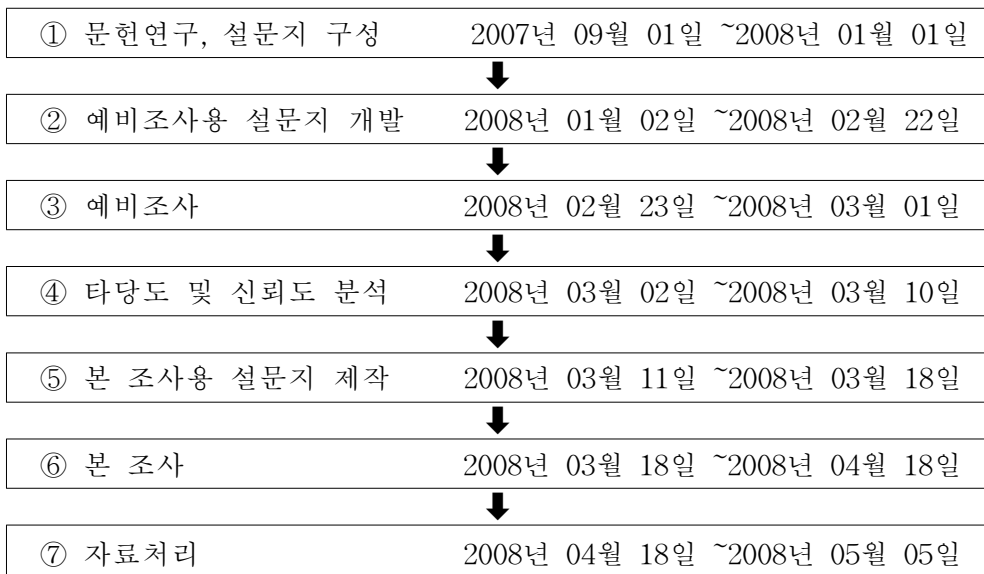 ① 문헌연구, 설문지 구성 2007년 09월 01일 ~2008년 01월 01일
② 예비조사용 설문지 개발 2008년 01월 02일 ~2008년 02월 22일
③ 예비조사 2008년 02월 23일 ~2008년 03월 01일
④ 타당도 및 신뢰도 분석 2008년 03월 02일 ~2008년 03월 10일
⑤ 본 조사용 설문지 제작 2008년 03월 11일 ~2008년 03월 18일
⑥ 본 조사 2008년 03월 18일 ~2008년 04월 18일
⑦ 자료처리 2008년 04월 18일 ~2008년 05월 05일